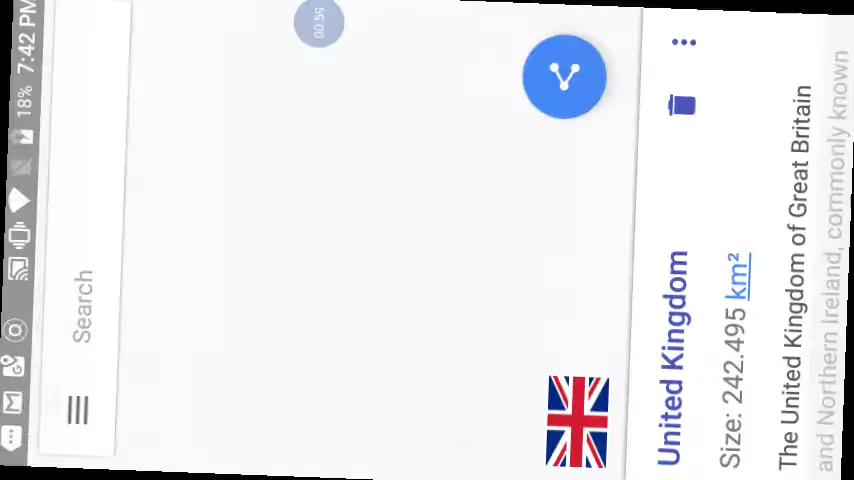 18% 7:42 PM
Search
00:59
United Kingdom
Size: 242.495 km²
The United Kingdom of Great Britain
and Northern Ireland, commonly known